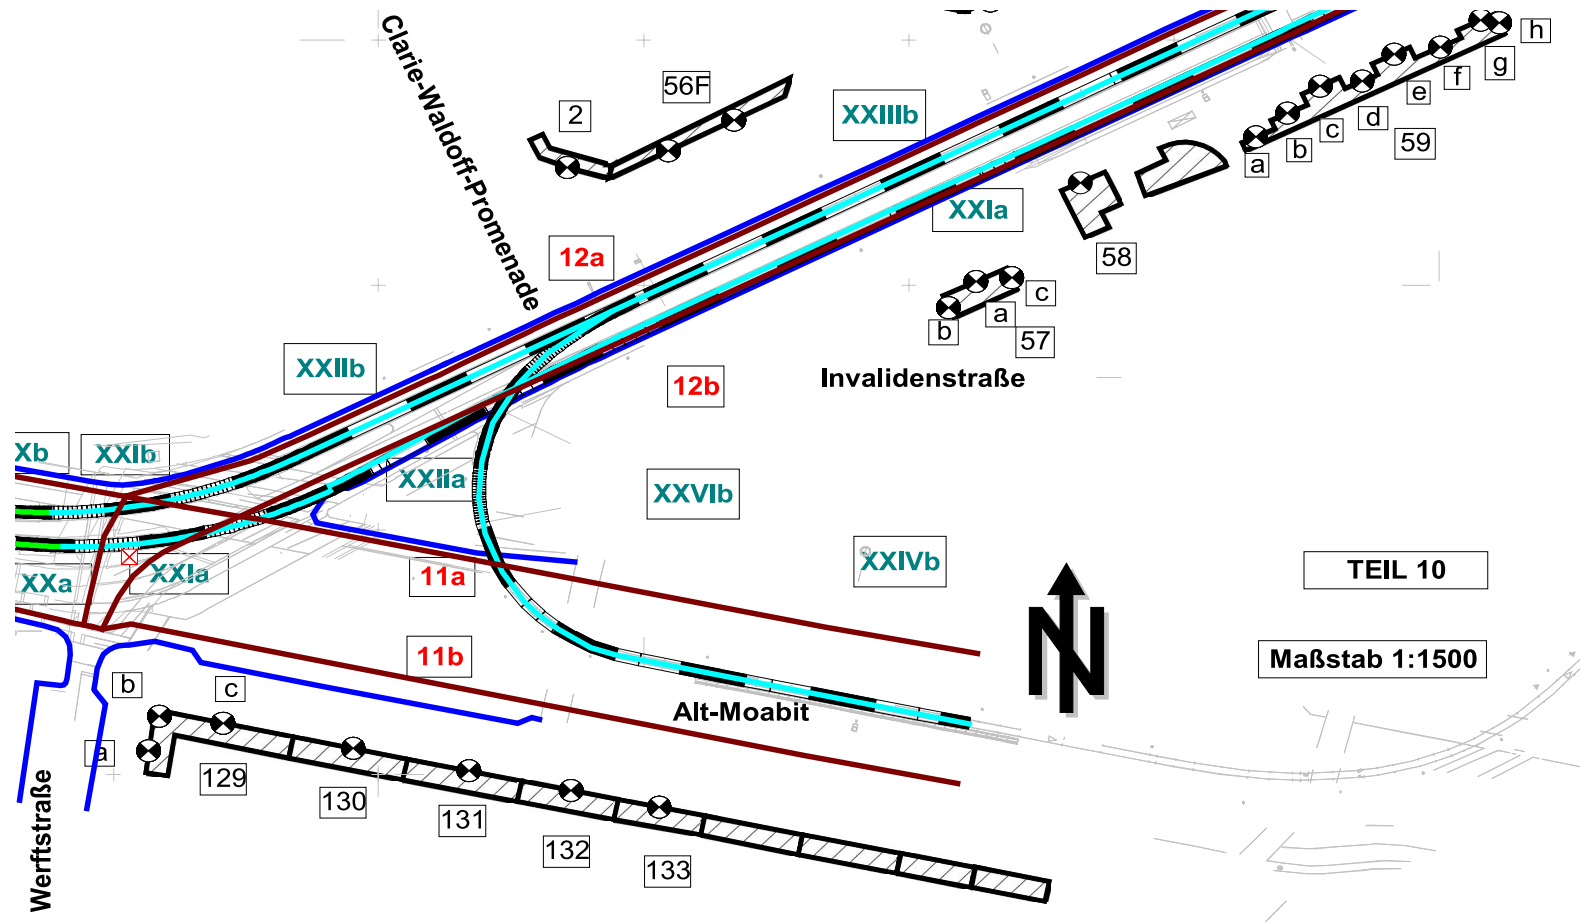 Clarie-Waldoff-Promenade
2
56F
XXIIIb
h
g
f
e
d
c
b
a
59
XXIa
58
12a
c
a
b
57
XXIIb
12b
Invalidenstraße
Xb
XXIb
XXIIa
XXVIb
XXIVb
XXa
XXIa
11a
TEIL 10
N
11b
Maßstab 1:1500
b
c
a
Alt-Moabit
129
130
131
132
133
Werftstraße